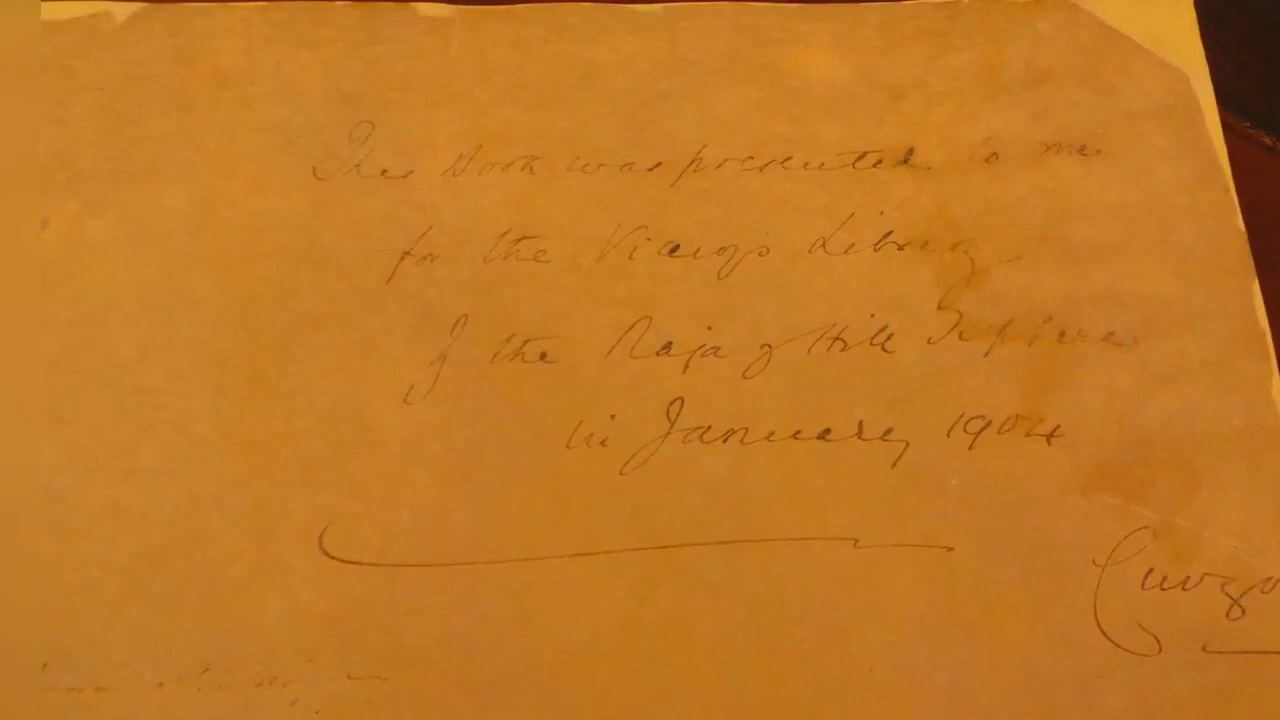 This Book was presented to me
for the Viceroy's Library
by the Raja of Hill Tippera
in January 1904
Curzo